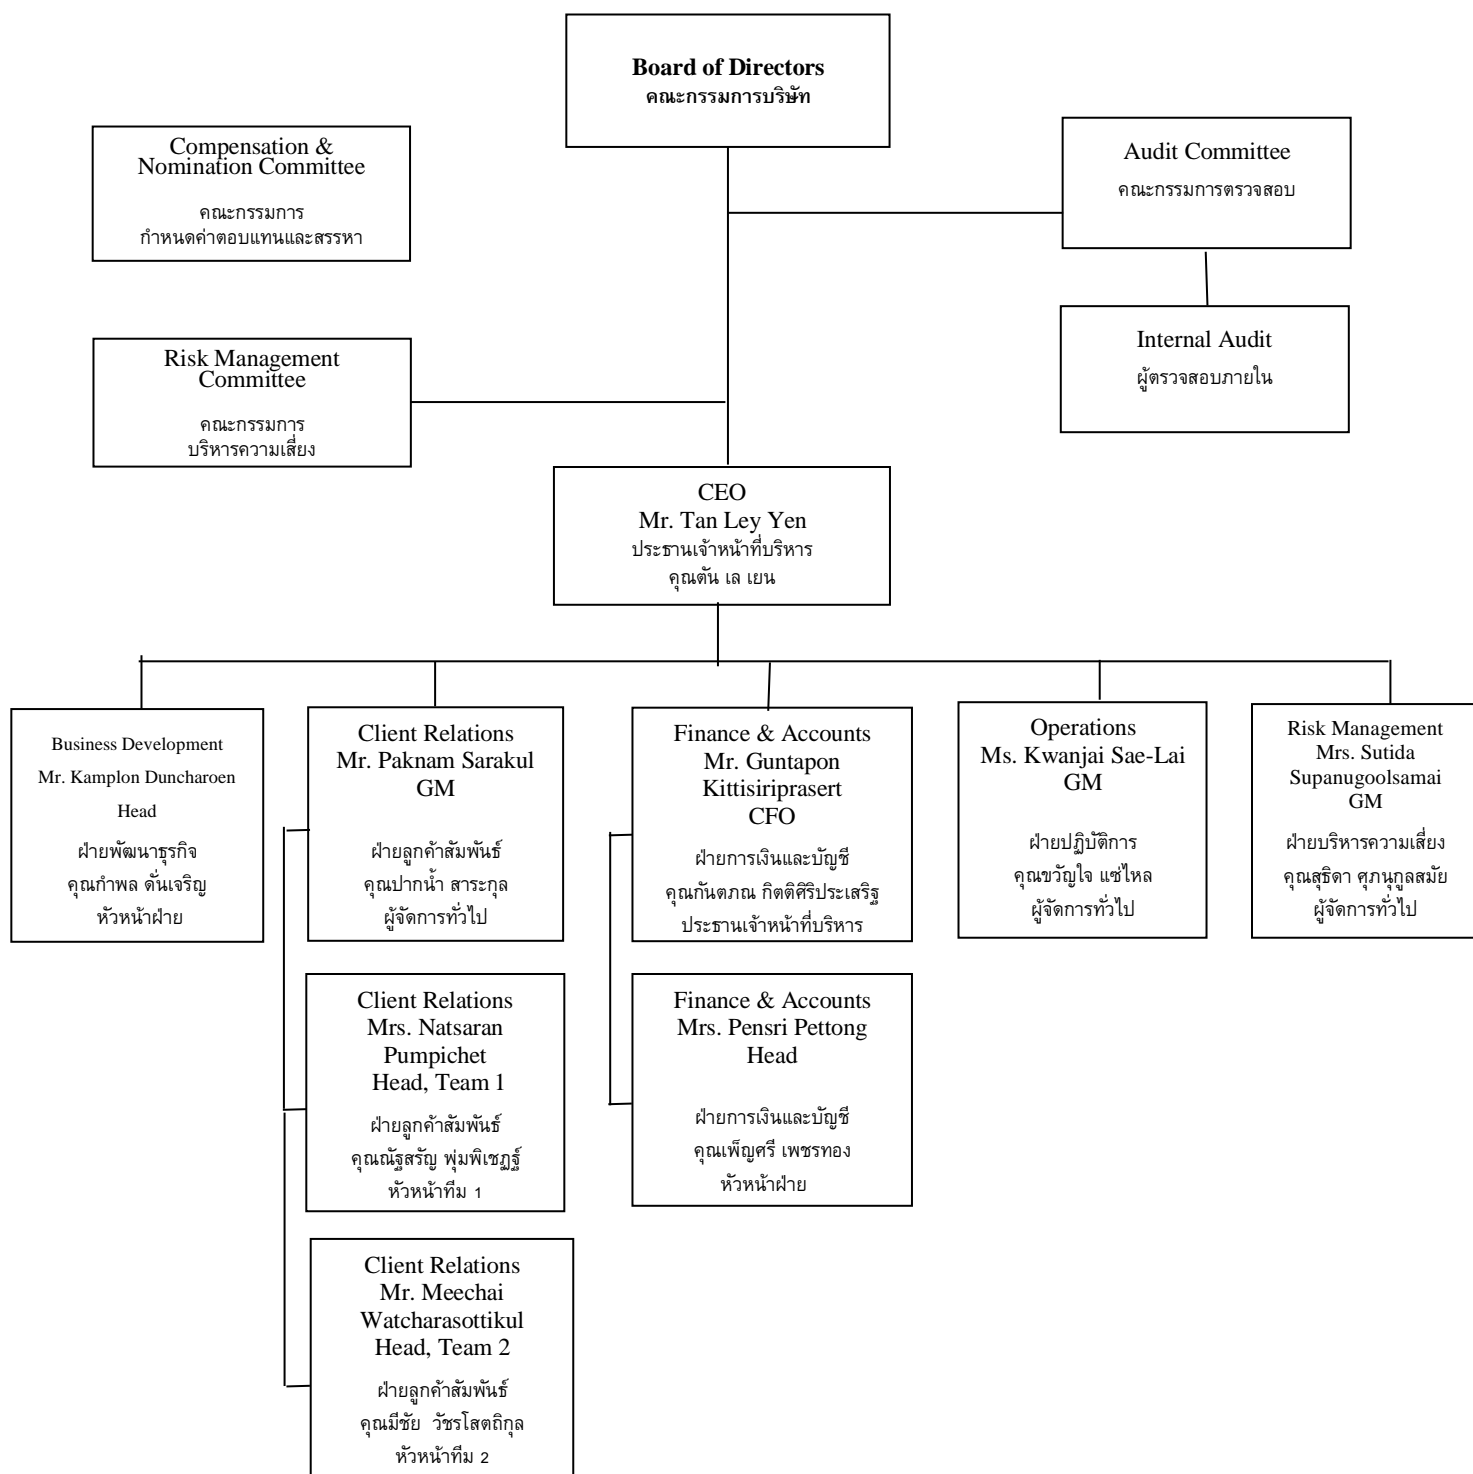 Board of Directors
คณะกรรมการบริษัท
Compensation &
Nomination Committee
คณะกรรมการ
กำหนดค่าตอบแทนและสรรหา
Audit Committee
คณะกรรมการตรวจสอบ
Risk Management
Committee
คณะกรรมการ
บริหารความเสี่ยง
Internal Audit
ผู้ตรวจสอบภายใน
CEO
Mr. Tan Ley Yen
ประธานเจ้าหน้าที่บริหาร
คุณตัน เล เยน
Business Development
Mr. Kamplon Duncharoen
Head
ฝ่ายพัฒนาธุรกิจ
คุณกำพล ดั่นเจริญ
หัวหน้าฝ่าย
Client Relations
Mr. Paknam Sarakul
GM
ฝ่ายลูกค้าสัมพันธ์
คุณปากน้ำ สาระกุล
ผู้จัดการทั่วไป
Finance & Accounts
Mr. Guntapon
Kittisiriprasert
CFO
ฝ่ายการเงินและบัญชี
คุณกันตภณ กิตติศิริประเสริฐ
ประธานเจ้าหน้าที่บริหาร
Operations
Ms. Kwanjai Sae-Lai
GM
ฝ่ายปฏิบัติการ
คุณขวัญใจ แซ่ไหล
ผู้จัดการทั่วไป
Risk Management
Mrs. Sutida
Supanugoolsamai
GM
ฝ่ายบริหารความเสี่ยง
คุณสุธิดา ศุภนุกูลสมัย
ผู้จัดการทั่วไป
Client Relations
Mrs. Natsaran
Pumpichet
Head, Team 1
ฝ่ายลูกค้าสัมพันธ์
คุณณัฐสรัญ พุ่มพิเชฏฐ์
หัวหน้าทีม 1
Finance & Accounts
Mrs. Pensri Pettong
Head
ฝ่ายการเงินและบัญชี
คุณเพ็ญศรี เพชรทอง
หัวหน้าฝ่าย
Client Relations
Mr. Meechai
Watcharasottikul
Head, Team 2
ฝ่ายลูกค้าสัมพันธ์
คุณมีชัย วัชรโสตถิกุล
หัวหน้าทีม 2